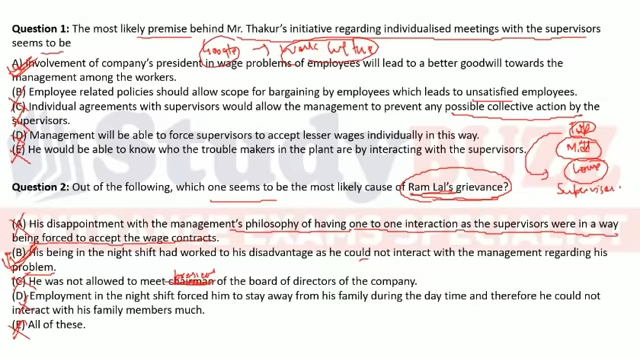 Question 1: The most likely premise behind Mr. Thakur's initiative regarding individualised meetings with the supervisors
seems to be
Google → Work Culture
A) Involvement of company's president in wage problems of employees will lead to a better goodwill towards the
management among the workers.
(B) Employee related policies should allow scope for bargaining by employees which leads to unsatisfied employees.
(C) Individual agreements with supervisors would allow the management to prevent any possible collective action by the
supervisors.
(D) Management will be able to force supervisors to accept lesser wages individually in this way.
(E) He would be able to know who the trouble makers in the plant are by interacting with the supervisors.
Top
Midd
Lower
Supervisor
Question 2: Out of the following, which one seems to be the most likely cause of Ram Lal's grievance?
(A) His disappointment with the management's philosophy of having one to one interaction as the supervisors were in a way
being forced to accept the wage contracts.
(B) His being in the night shift had worked to his disadvantage as he could not interact with the management regarding his
problem.
president
(C) He was not allowed to meet chairman of the board of directors of the company.
(D) Employment in the night shift forced him to stay away from his family during the day time and therefore he could not
interact with his family members much.
(E) All of these.
StudyBUZZ
INSURANCE EXAMS SPECIALIST